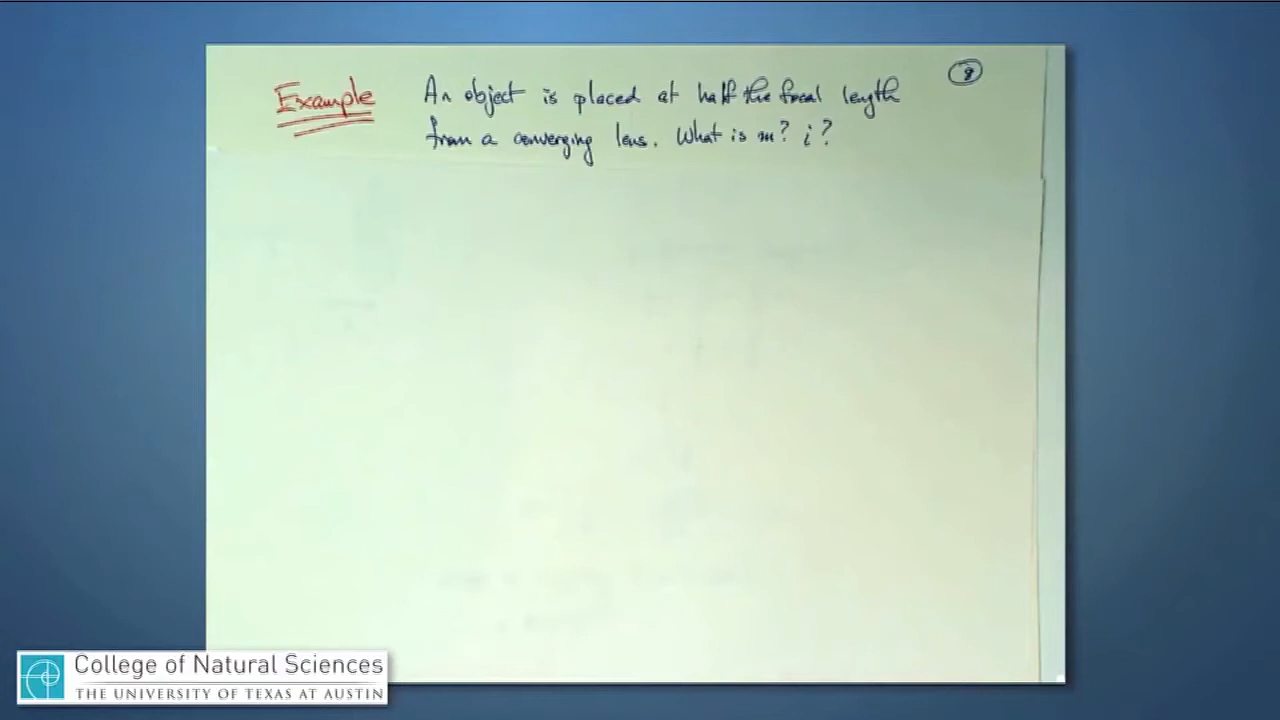 Example An object is placed at half the focal length
from a converging lens. What is m? i?
8
College of Natural Sciences
THE UNIVERSITY OF TEXAS AT AUSTIN